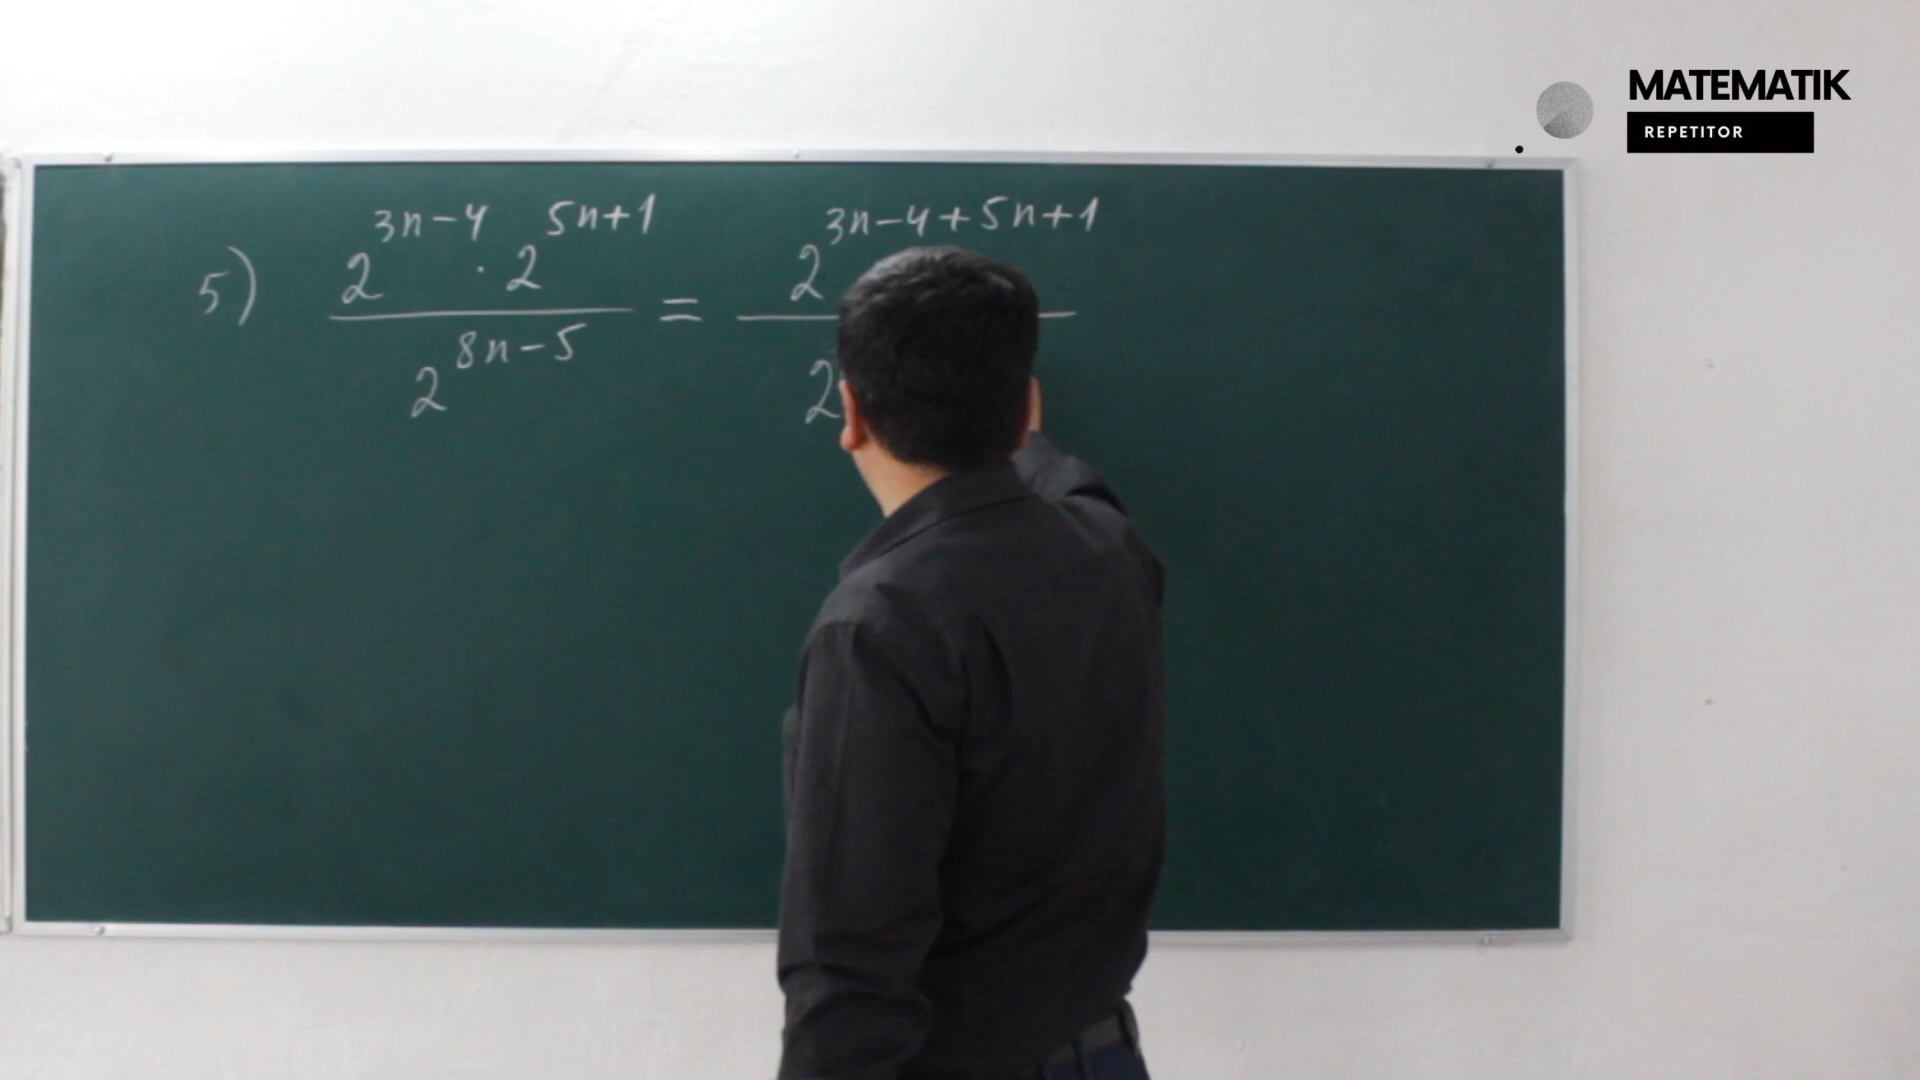 MATEMATIK
REPETITOR
5) 2^{3n-4} · 2^{5n+1} / 2^{8n-5} = 2^{3n-4+5n+1} / 2